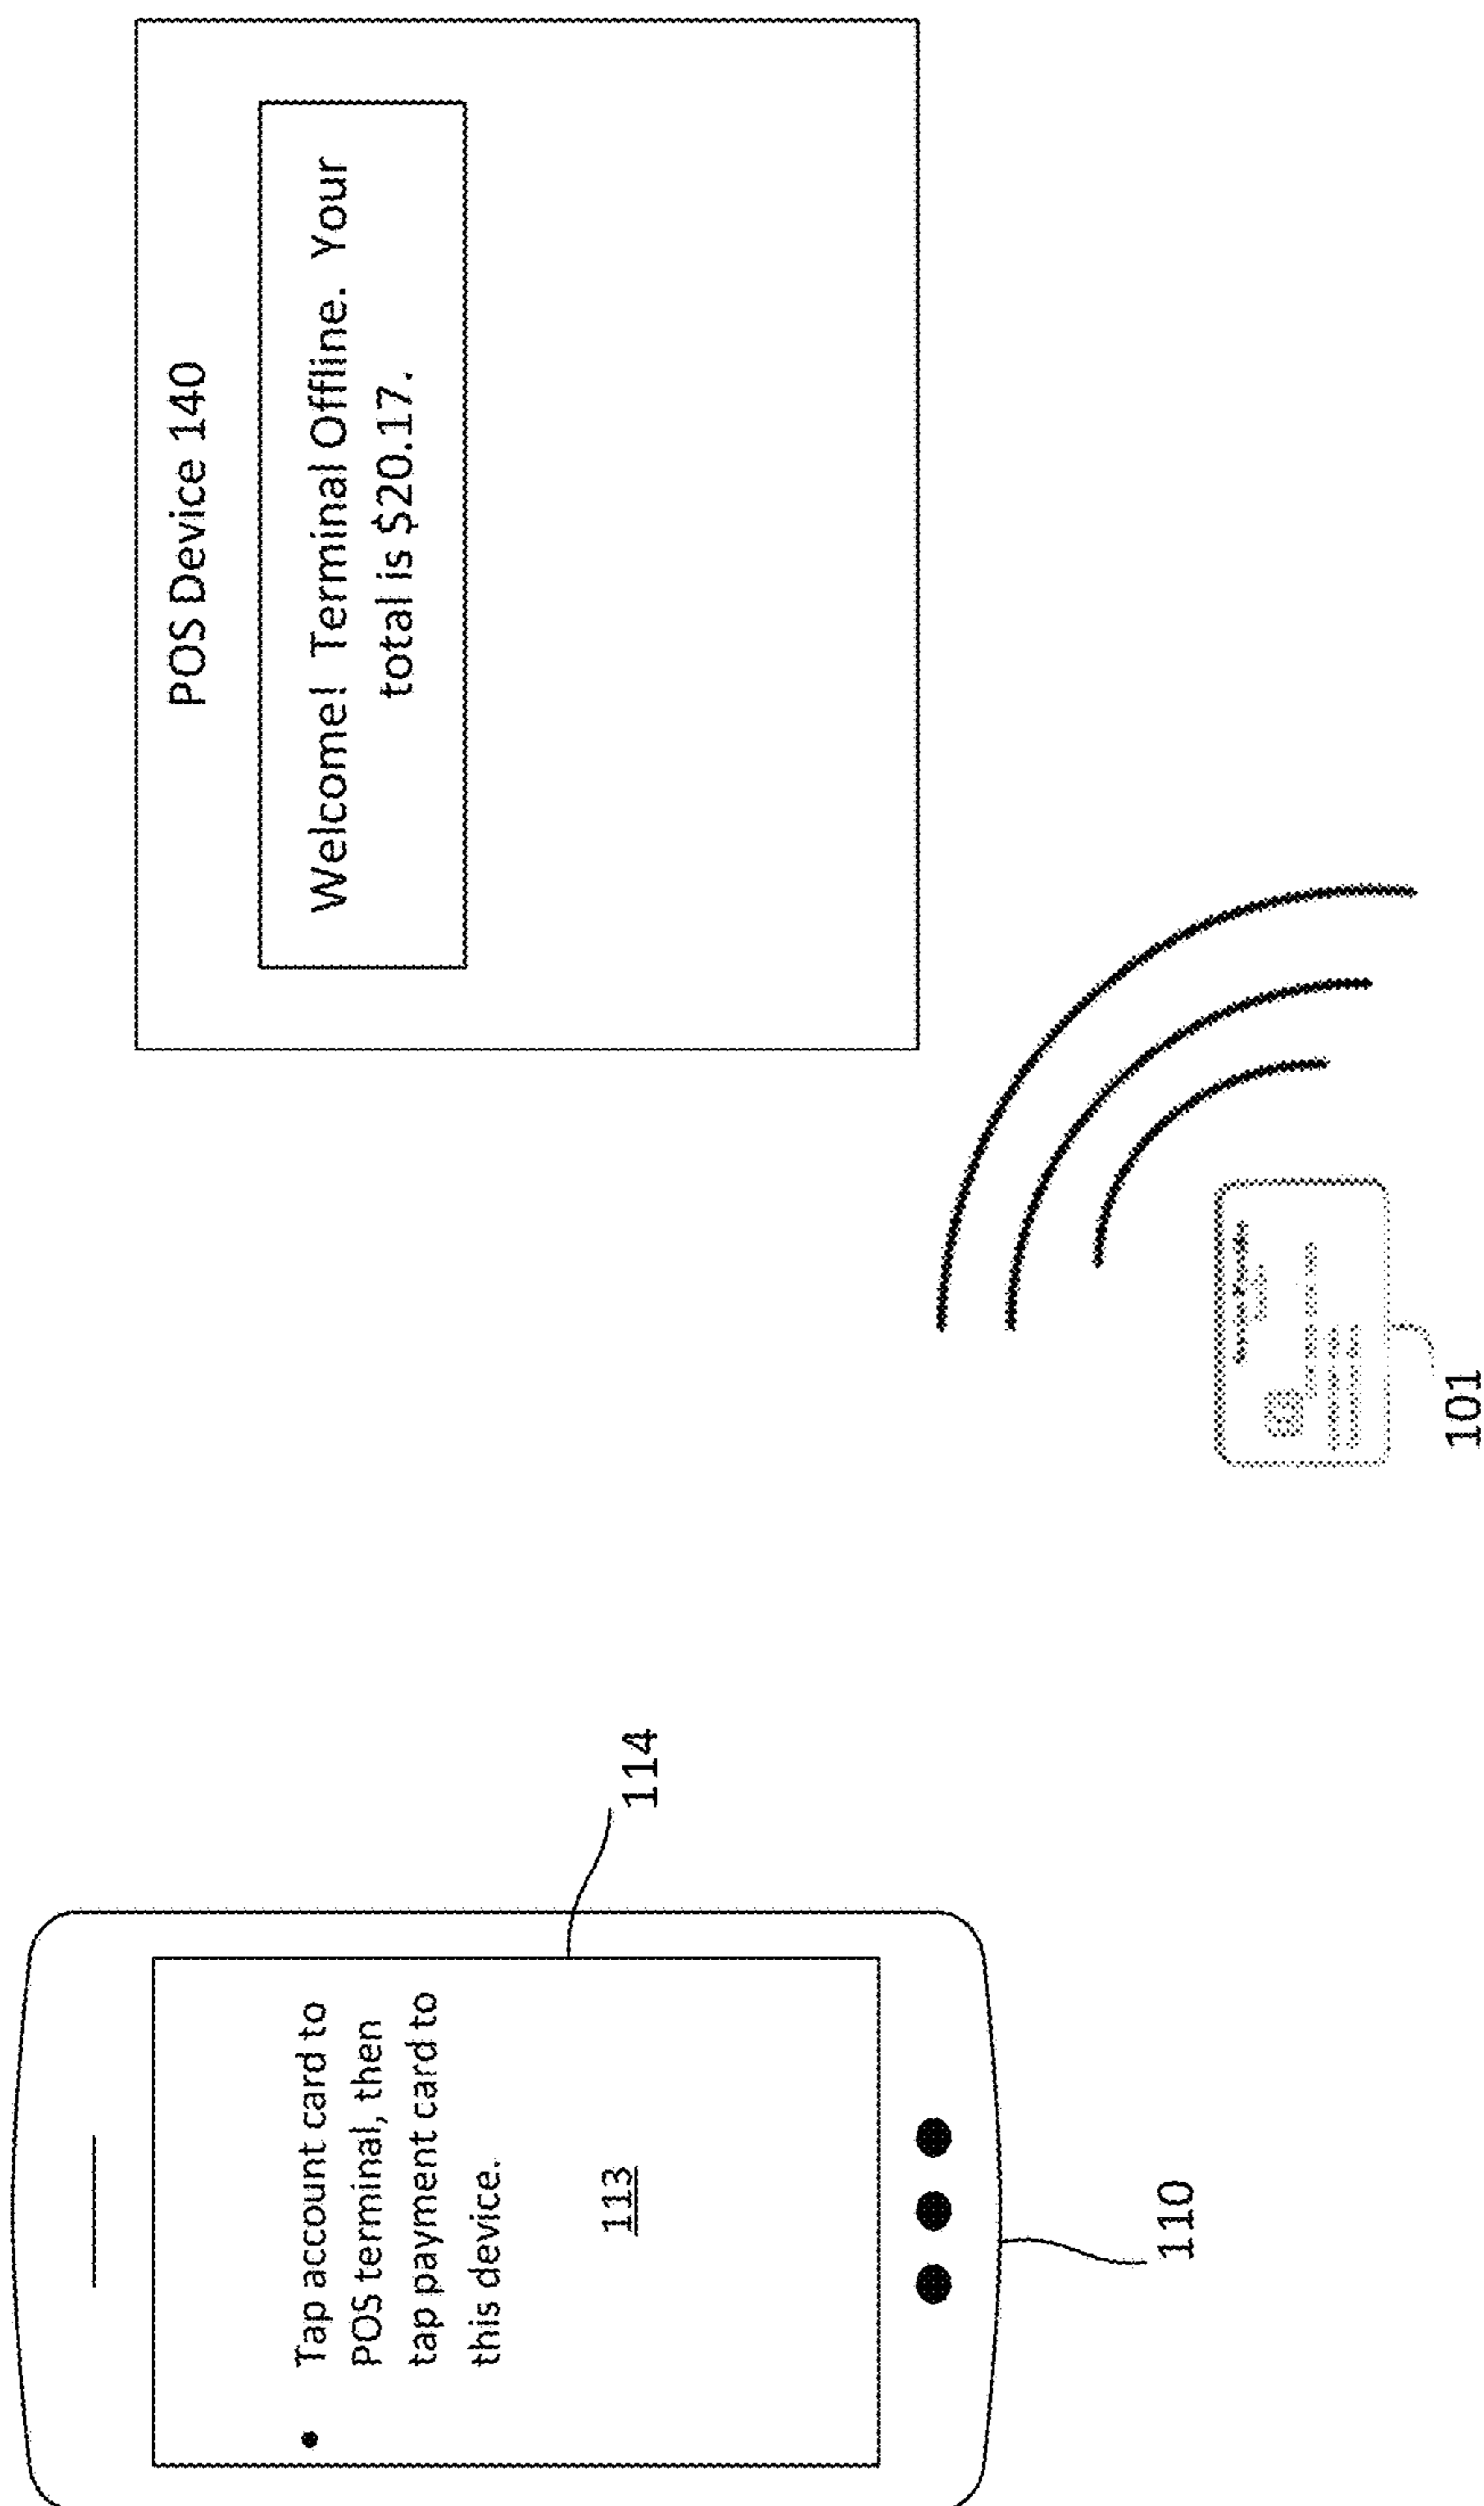 POS Device 140
Welcome!  Terminal Offline.  Your
total is $20.17.
• Tap account card to
POS terminal, then
tap payment card to
this device.
113
114
110
101